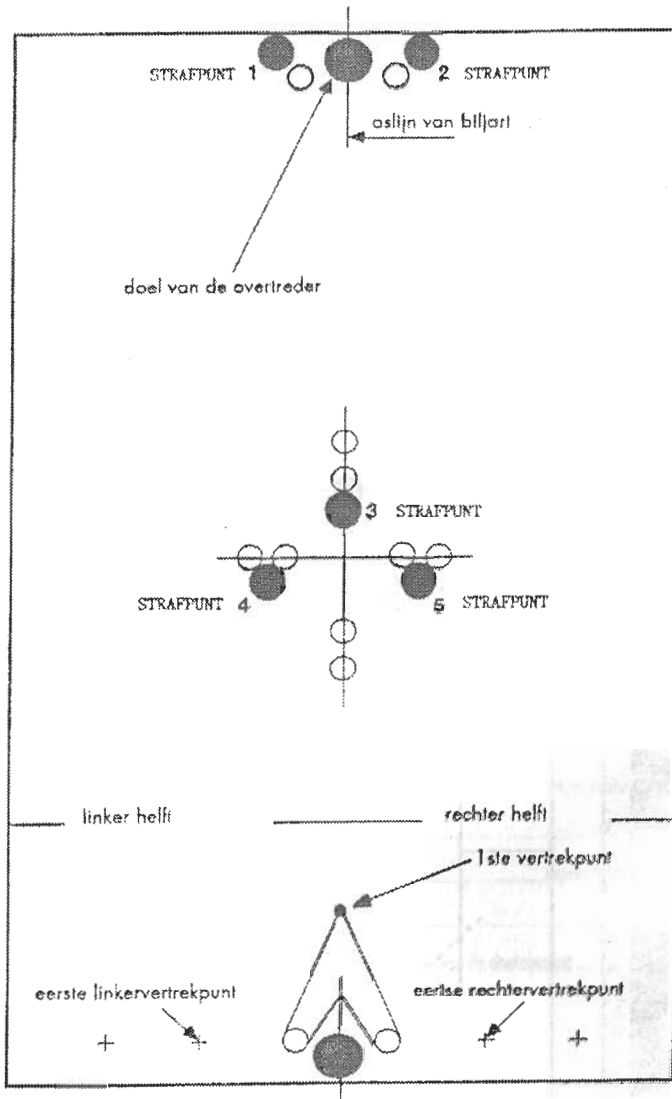 STRAFPUNT 1
2 STRAFPUNT
aslijn van biljart
doel van de overtreder
3 STRAFPUNT
STRAFPUNT 4
5 STRAFPUNT
linker helft
rechter helft
1ste vertrekpunt
eerste linkervertrekpunt
eertse rechtervertrekpunt